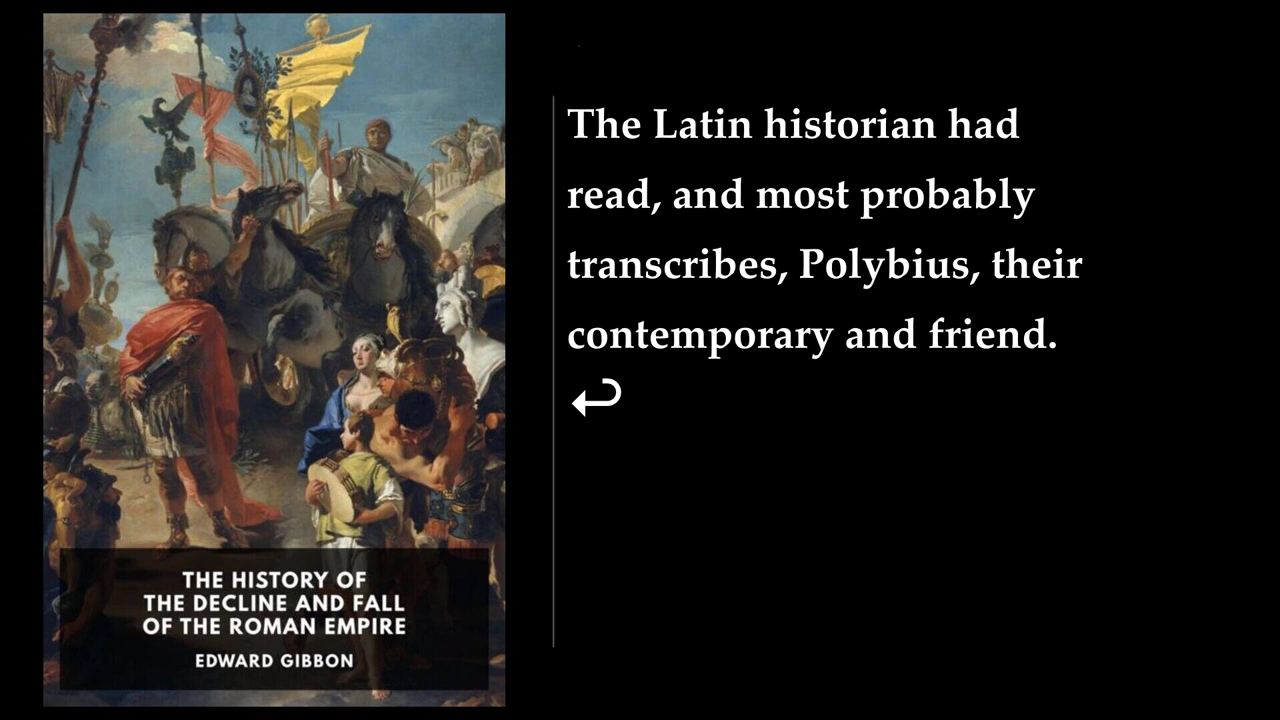 The Latin historian had
read, and most probably
transcribes, Polybius, their
contemporary and friend.
↩
THE HISTORY OF
THE DECLINE AND FALL
OF THE ROMAN EMPIRE
EDWARD GIBBON